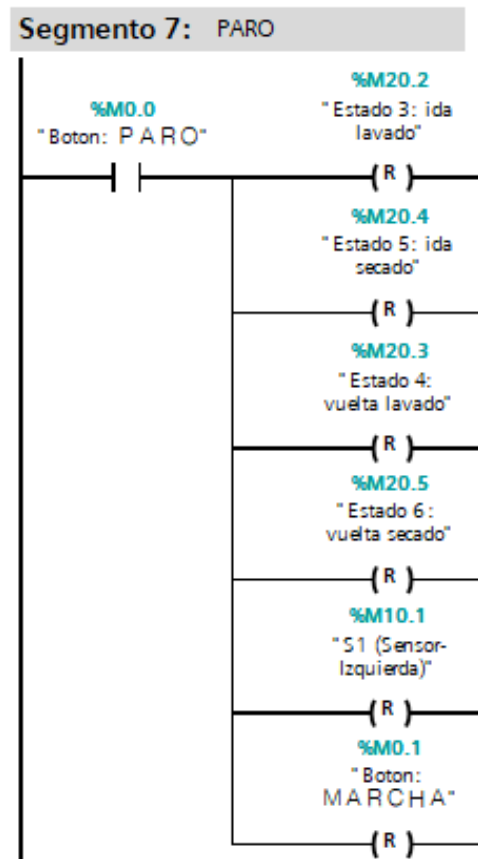 Segmento 7: PARO
%M0.0
"Boton: PARO"
%M20.2
"Estado 3: ida
lavado"
( R )
%M20.4
"Estado 5: ida
secado"
( R )
%M20.3
"Estado 4:
vuelta lavado"
( R )
%M20.5
"Estado 6:
vuelta secado"
( R )
%M10.1
"S1 (Sensor-
Izquierda)"
( R )
%M0.1
"Boton:
MARCHA"
( R )